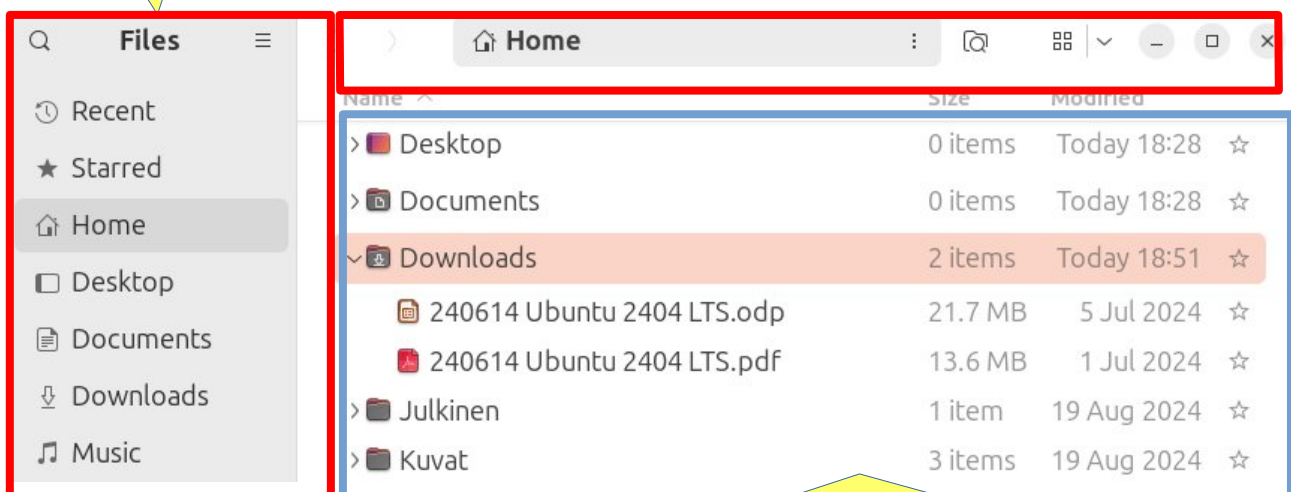 Files
Recent
Starred
Home
Desktop
Documents
Downloads
Music
Home
Name Size Modified
Desktop 0 items Today 18:28
Documents 0 items Today 18:28
Downloads 2 items Today 18:51
240614 Ubuntu 2404 LTS.odp 21.7 MB 5 Jul 2024
240614 Ubuntu 2404 LTS.pdf 13.6 MB 1 Jul 2024
Julkinen 1 item 19 Aug 2024
Kuvat 3 items 19 Aug 2024